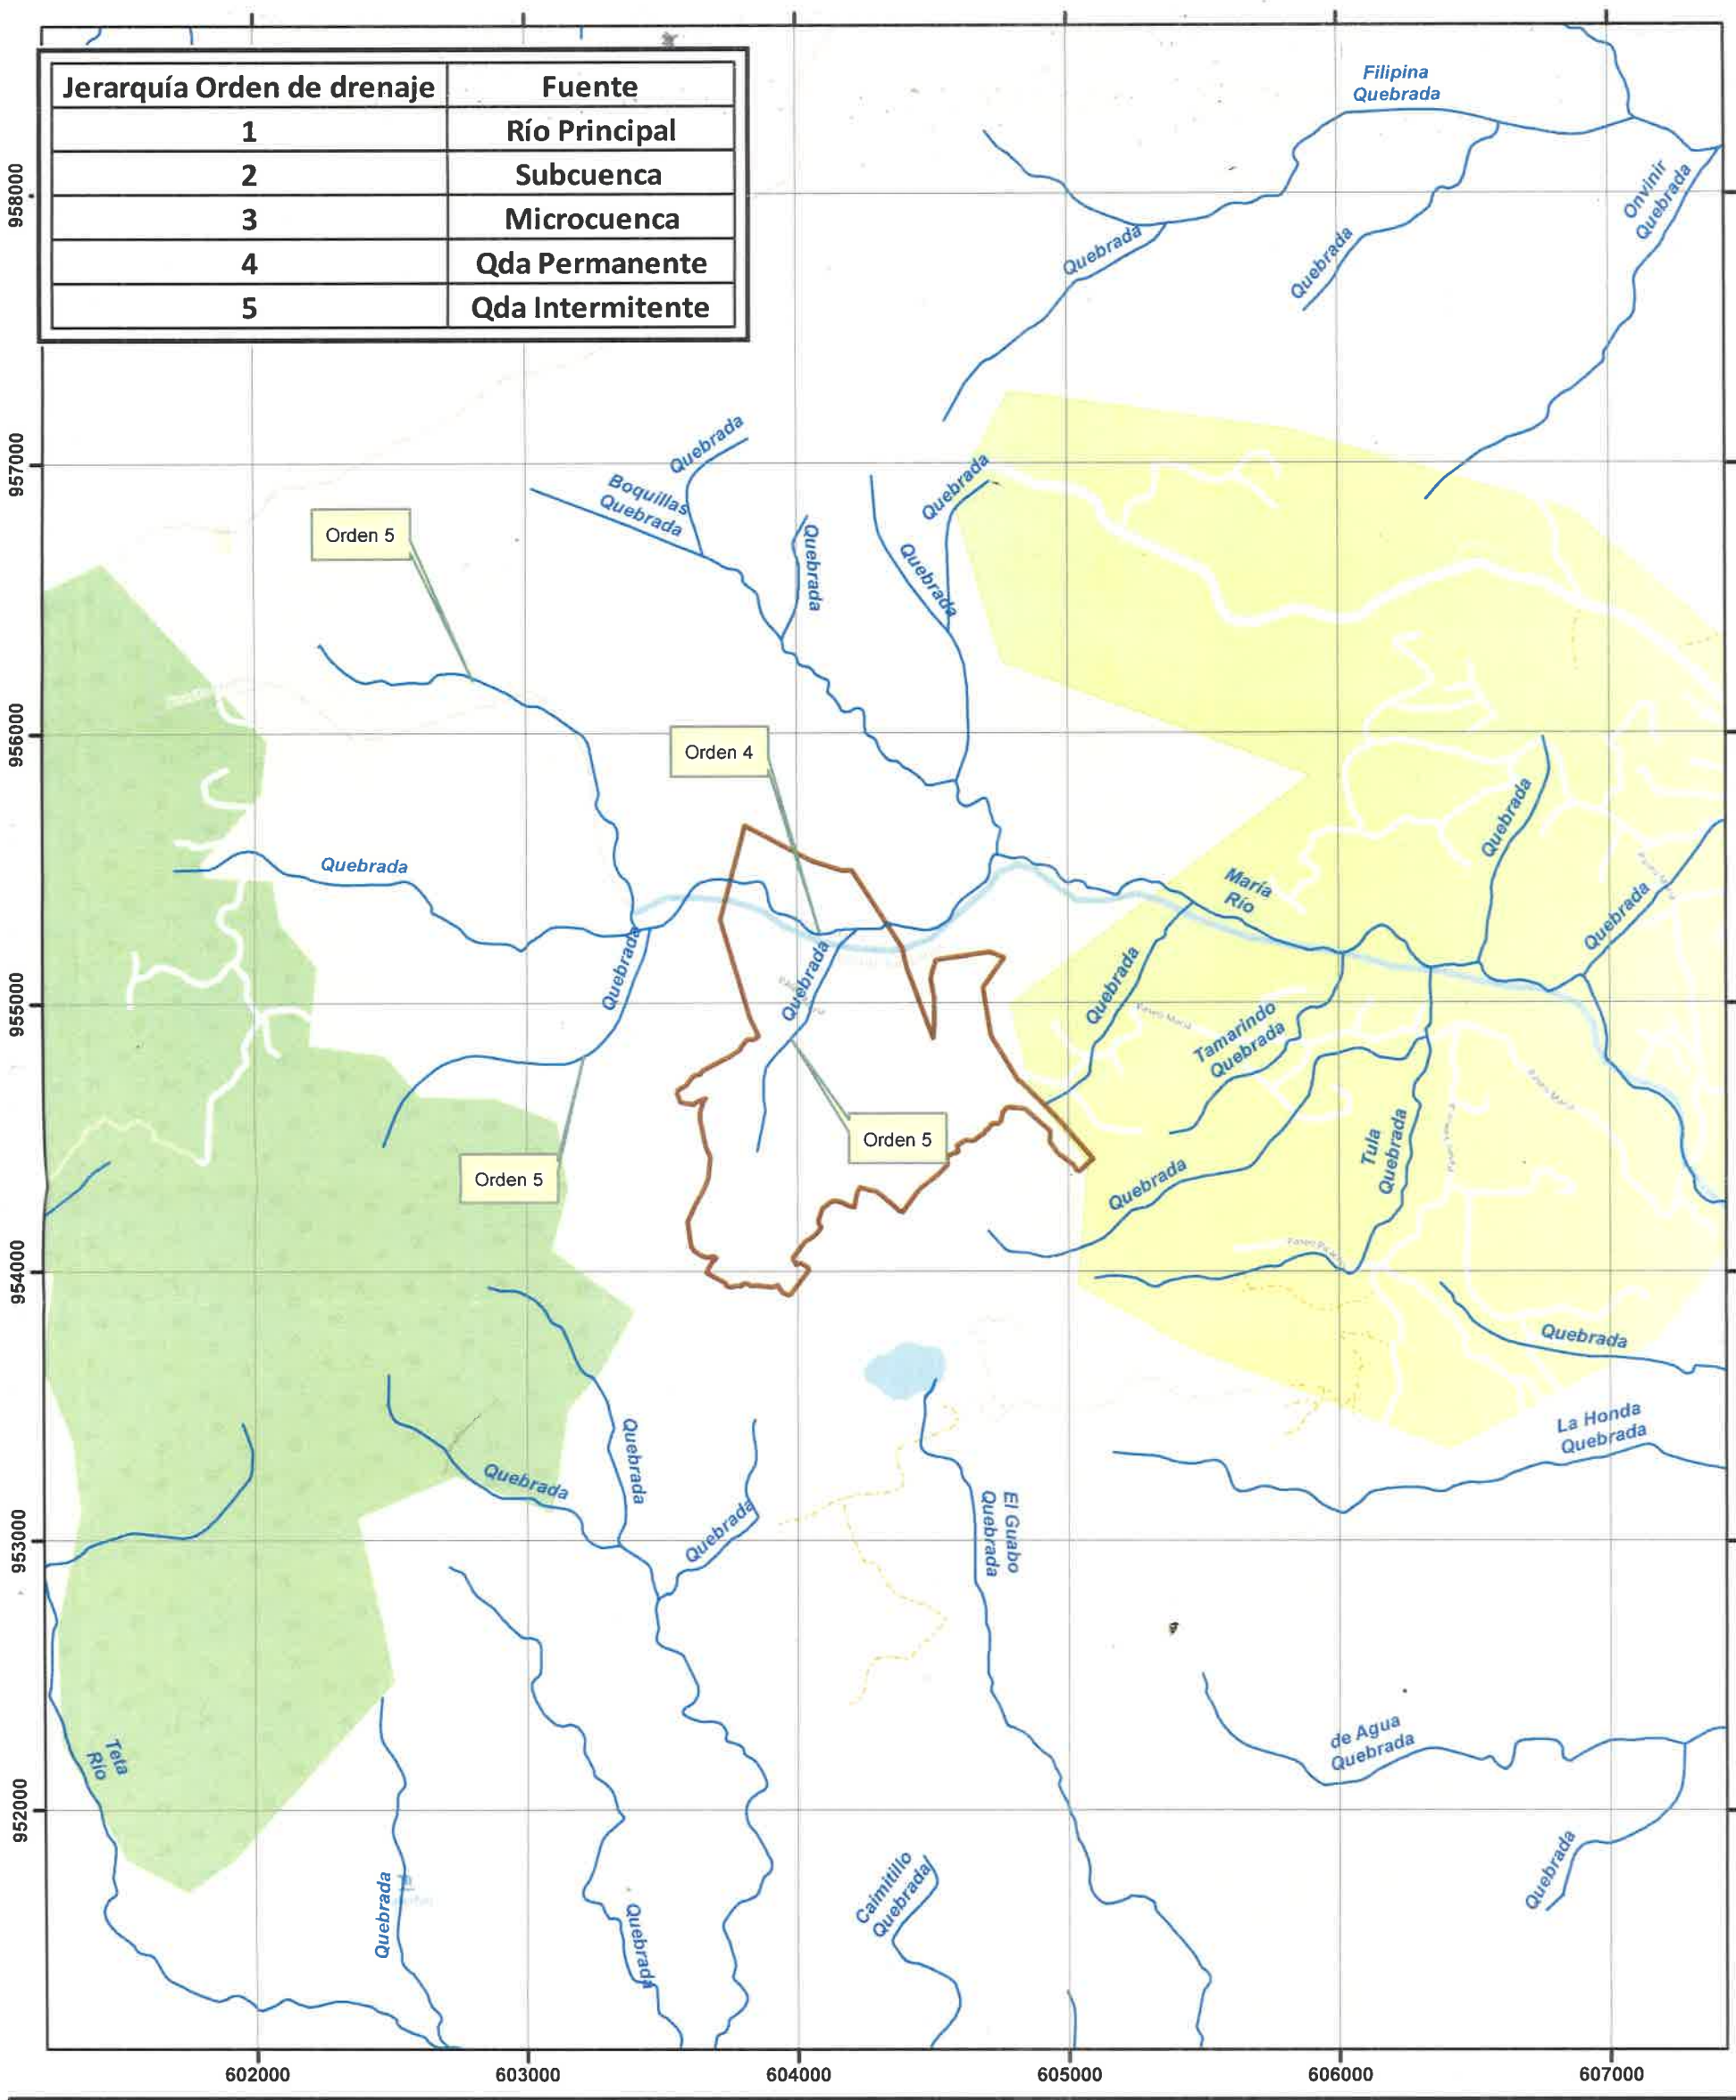 Jerarquía Orden de drenaje Fuente
1 Río Principal
2 Subcuenca
3 Microcuenca
4 Qda Permanente
5 Qda Intermitente
Filipina
Quebrada
Onvinir
Quebrada
958000
Quebrada
Quebrada
Quebrada
957000
Boquillas
Quebrada
Quebrada
Orden 5
Quebrada
Quebrada
956000
Orden 4
Quebrada
Quebrada
María
Río
Quebrada
Quebrada
Quebrada
Quebrada
955000
Paseo María
Tamarindo
Quebrada
Paseo María
Orden 5
Tula
Quebrada
Orden 5
Quebrada
954000
Quebrada
La Honda
Quebrada
Quebrada
Quebrada
Quebrada
El Guabo
Quebrada
953000
de Agua
Quebrada
Teta
Río
952000
Quebrada
Caimitillo
Quebrada
Quebrada
Quebrada
602000 603000 604000 605000 606000 607000